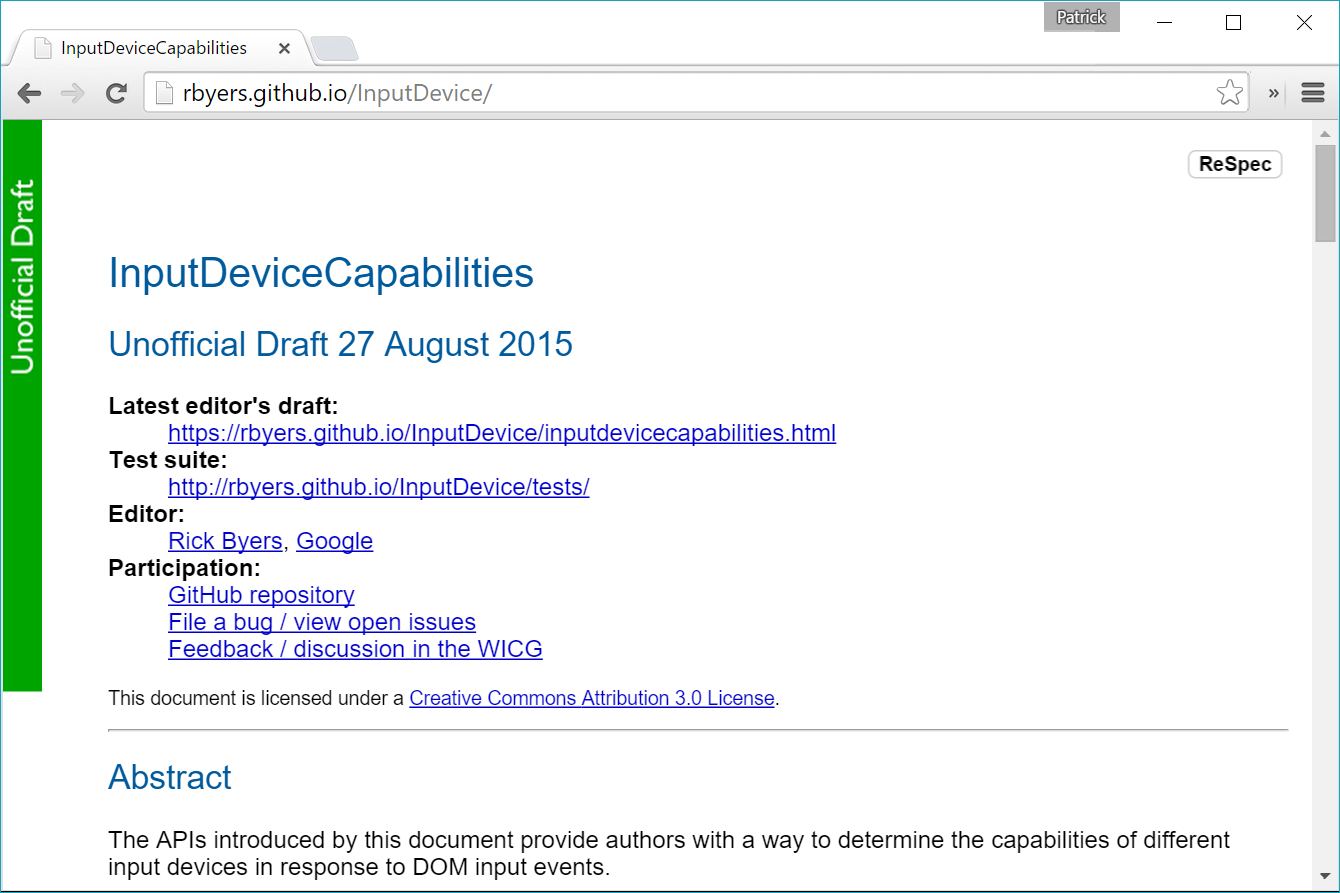 Patrick
InputDeviceCapabilities
rbyers.github.io/InputDevice/
»
Unofficial Draft
ReSpec
InputDeviceCapabilities
Unofficial Draft 27 August 2015
Latest editor's draft:
https://rbyers.github.io/InputDevice/inputdevicecapabilities.html
Test suite:
http://rbyers.github.io/InputDevice/tests/
Editor:
Rick Byers, Google
Participation:
GitHub repository
File a bug / view open issues
Feedback / discussion in the WICG
This document is licensed under a Creative Commons Attribution 3.0 License.
Abstract
The APIs introduced by this document provide authors with a way to determine the capabilities of different
input devices in response to DOM input events.